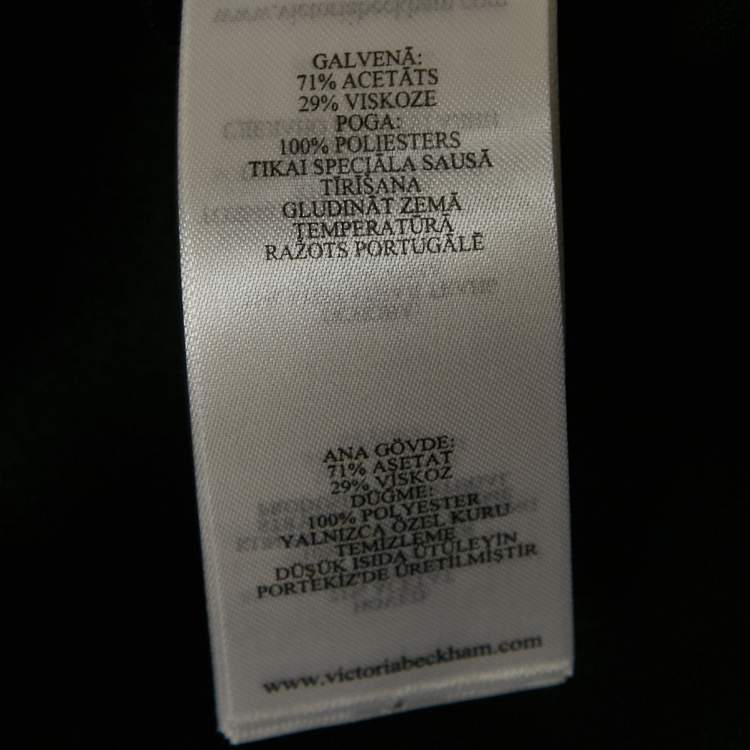 GALVENĀ:
71% ACETĀTS
29% VISKOZE
POGA:
100% POLIESTERS
TIKAI SPECIĀLA SAUSĀ
TĪRĪŠANA
GLUDINĀT ZEMĀ
TEMPERATŪRĀ
RAŽOTS PORTUGĀLĒ
ANA GÖVDE:
71% ASETAT
29% VİSKOZ
DÜĞME:
100% POLYESTER
YALNIZCA ÖZEL KURU
TEMİZLEME
DÜŞÜK ISIDA ÜTÜLEYİN
PORTEKİZ'DE ÜRETİLMİŞTİR
www.victoriabeckham.com